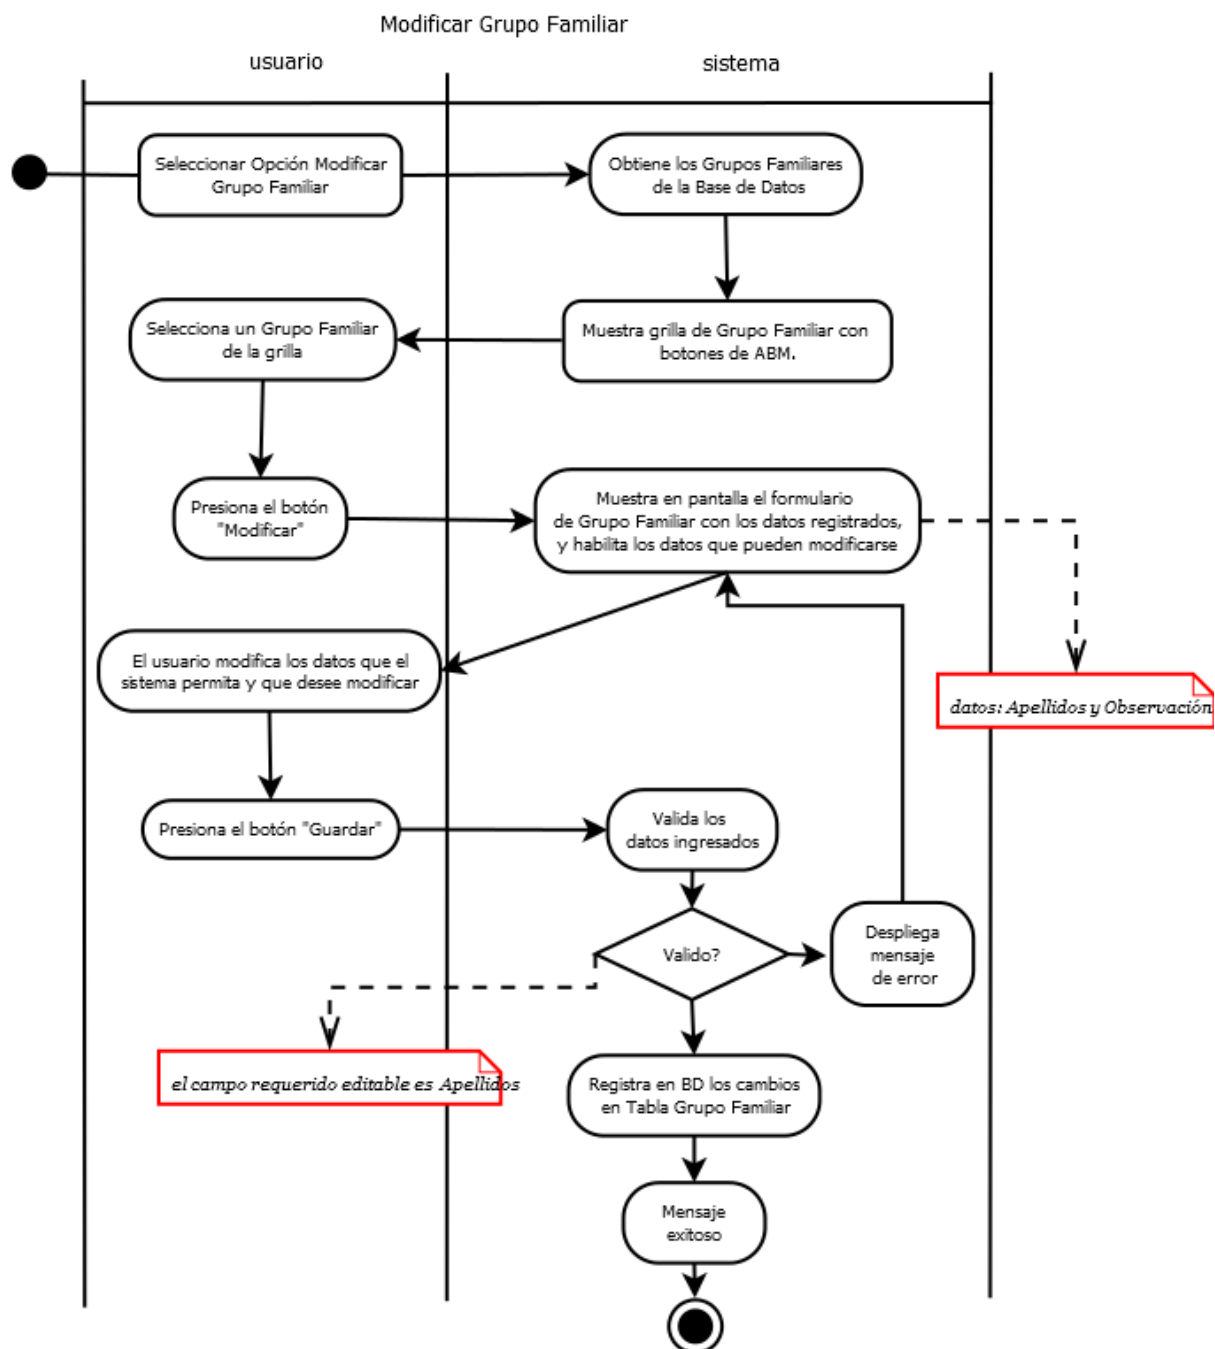 Modificar Grupo Familiar
usuario
sistema
Seleccionar Opción Modificar
Grupo Familiar
Obtiene los Grupos Familiares
de la Base de Datos
Selecciona un Grupo Familiar
de la grilla
Muestra grilla de Grupo Familiar con
botones de ABM.
Presiona el botón
"Modificar"
Muestra en pantalla el formulario
de Grupo Familiar con los datos registrados,
y habilita los datos que pueden modificarse
El usuario modifica los datos que el
sistema permita y que desee modificar
datos: Apellidos y Observación
Presiona el botón "Guardar"
Valida los
datos ingresados
Valido?
Despliega
mensaje
de error
el campo requerido editable es Apellidos
Registra en BD los cambios
en Tabla Grupo Familiar
Mensaje
exitoso